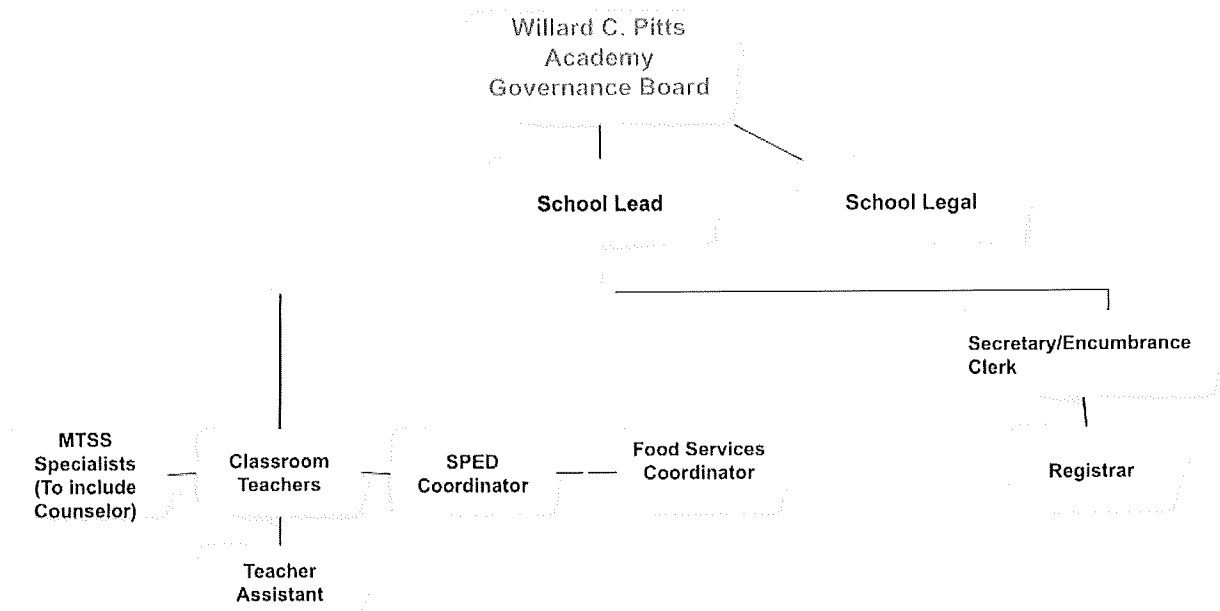 Willard C. Pitts
Academy
Governance Board
School Lead
School Legal
Secretary/Encumbrance
Clerk
MTSS
Specialists
(To include
Counselor)
Classroom
Teachers
SPED
Coordinator
Food Services
Coordinator
Registrar
Teacher
Assistant